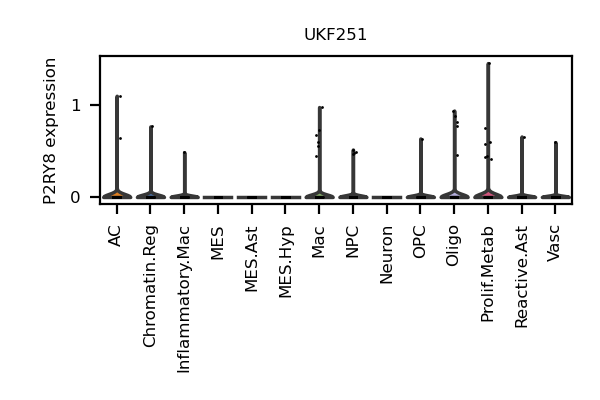 UKF251
P2RY8 expression
1
0
AC
Chromatin.Reg
Inflammatory.Mac
MES
MES.Ast
MES.Hyp
Mac
NPC
Neuron
OPC
Oligo
Prolif.Metab
Reactive.Ast
Vasc